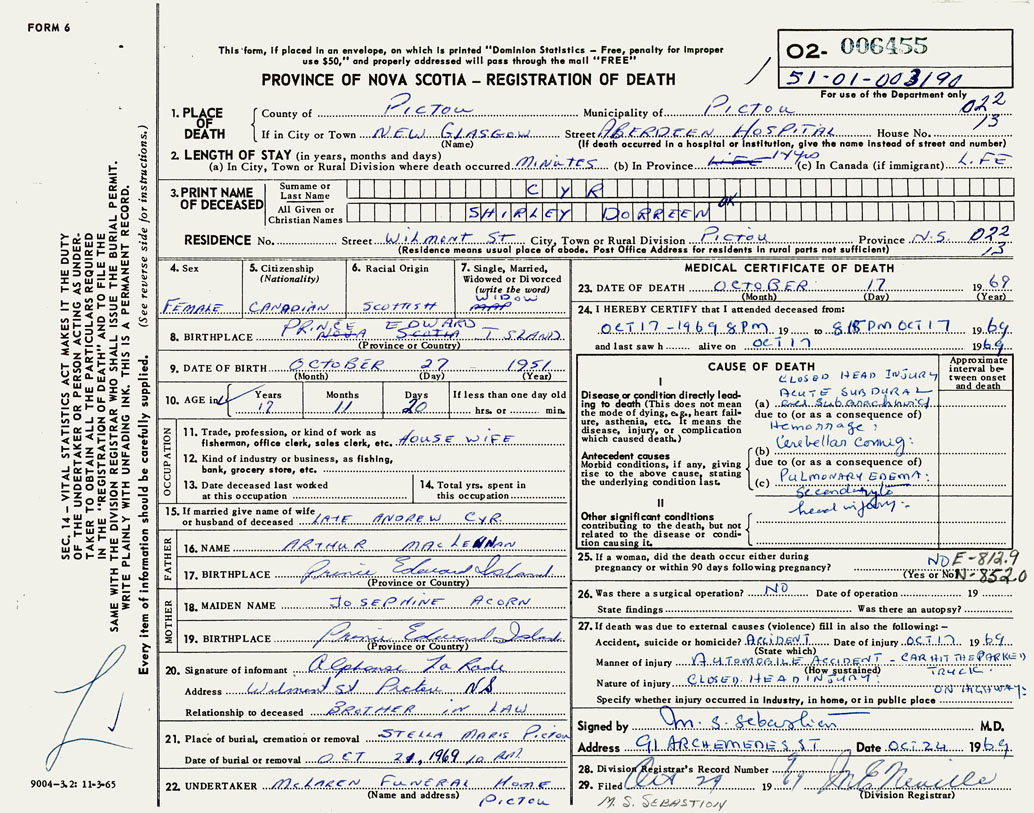 FORM 6
This form, if placed in an envelope, on which is printed "Dominion Statistics — Free, penalty for improper
use $50," and properly addressed will pass through the mail "FREE"
PROVINCE OF NOVA SCOTIA — REGISTRATION OF DEATH
02- 006455
51-01-003190
For use of the Department only
1. PLACE OF DEATH
County of PICTOU Municipality of PICTOU 022
If in City or Town NEW GLASGOW Street ABERDEEN HOSPITAL House No. 13
(Name) (If death occurred in a hospital or institution, give the name instead of street and number)
2. LENGTH OF STAY (in years, months and days)
(a) In City, Town or Rural Division where death occurred MINUTES (b) In Province 14 yrs (c) In Canada (if immigrant) LIFE
3. PRINT NAME OF DECEASED
Surname or Last Name CYR
All Given or Christian Names SHIRLEY DORREEN OK
RESIDENCE No. Street WILMONT ST City, Town or Rural Division PICTOU Province N.S. 022
(Residence means usual place of abode. Post Office Address for residents in rural parts not sufficient) 13
4. Sex
FEMALE
5. Citizenship (Nationality)
CANADIAN
6. Racial Origin
SCOTTISH
7. Single, Married, Widowed or Divorced (write the word)
WIDOW
8. BIRTHPLACE PRINCE EDWARD ISLAND
NOVA SCOTIA
(Province or Country)
9. DATE OF BIRTH OCTOBER 27 1951
(Month) (Day) (Year)
10. AGE in Years Months Days If less than one day old
17 11 20 hrs. or min.
OCCUPATION
11. Trade, profession, or kind of work as
fisherman, office clerk, sales clerk, etc. HOUSE WIFE
12. Kind of industry or business, as fishing,
bank, grocery store, etc.
13. Date deceased last worked
at this occupation
14. Total yrs. spent in
this occupation
15. If married give name of wife
or husband of deceased LATE ANDREW CYR.
FATHER
16. NAME ARTHUR MACLENNAN
17. BIRTHPLACE Prince Edward Island
(Province or Country)
MOTHER
18. MAIDEN NAME JOSEPHINE ACORN
19. BIRTHPLACE Prince Edward Island
(Province or Country)
20. Signature of informant Alphonse La Rade
Address Wilmont St Pictou NS
Relationship to deceased BROTHER IN LAW
21. Place of burial, cremation or removal STELLA MARIS Pictou
Date of burial or removal OCT 21, 1969 10 AM.
22. UNDERTAKER McLAREN FUNERAL HOME
(Name and address) PICTOU
MEDICAL CERTIFICATE OF DEATH
23. DATE OF DEATH OCTOBER 17 1969
(Month) (Day) (Year)
24. I HEREBY CERTIFY that I attended deceased from:
OCT 17 - 1969 8 PM 19 to PM OCT 17 1969
and last saw h alive on OCT 17 1969
CAUSE OF DEATH
Approximate interval between onset and death
CLOSED HEAD INJURY
I
ACUTE SUBDURAL
Disease or condition directly leading to death (This does not mean the mode of dying, e.g., heart failure, asthenia, etc. It means the disease, injury, or complication which caused death.)
(a)
due to (or as a consequence of)
Hemorrage;
Antecedent causes
Morbid conditions, if any, giving rise to the above cause, stating the underlying condition last.
(b) Cerebellar Coning:
due to (or as a consequence of)
(c) PULMONARY EDEMA:
secondary to
head injury:-
II
Other significant conditions
contributing to the death, but not related to the disease or condition causing it.
25. If a woman, did the death occur either during
pregnancy or within 90 days following pregnancy? NO E-812.9
(Yes or No) N-852.0
26. Was there a surgical operation? NO Date of operation 19
State findings Was there an autopsy?
27. If death was due to external causes (violence) fill in also the following:—
Accident, suicide or homicide? ACCIDENT Date of injury OCT 17 1969
(State which)
Manner of injury AUTOMOBILE ACCIDENT - CAR HIT THE PARKED
(How sustained) TRUCK
Nature of injury CLOSED HEAD INJURY: ON HIGHWAY:
Specify whether injury occurred in industry, in home, or in public place
Signed by M. S. Sebastian M.D.
Address 91 ARCHEMEDES ST Date OCT 24 1969
28. Division Registrar's Record Number 9
29. Filed Oct 29 1969 M E Neville
(Division Registrar)
M. S. SEBASTION
SEC. 14 — VITAL STATISTICS ACT MAKES IT THE DUTY
OF THE UNDERTAKER OR PERSON ACTING AS UNDER-
TAKER TO OBTAIN ALL THE PARTICULARS REQUIRED
IN THE "REGISTRATION OF DEATH" AND TO FILE THE
SAME WITH THE DIVISION REGISTRAR WHO SHALL ISSUE THE BURIAL PERMIT.
WRITE PLAINLY WITH UNFADING INK. THIS IS A PERMANENT RECORD.
Every item of information should be carefully supplied. (See reverse side for instructions.)
9004-3.2: 11-3-65